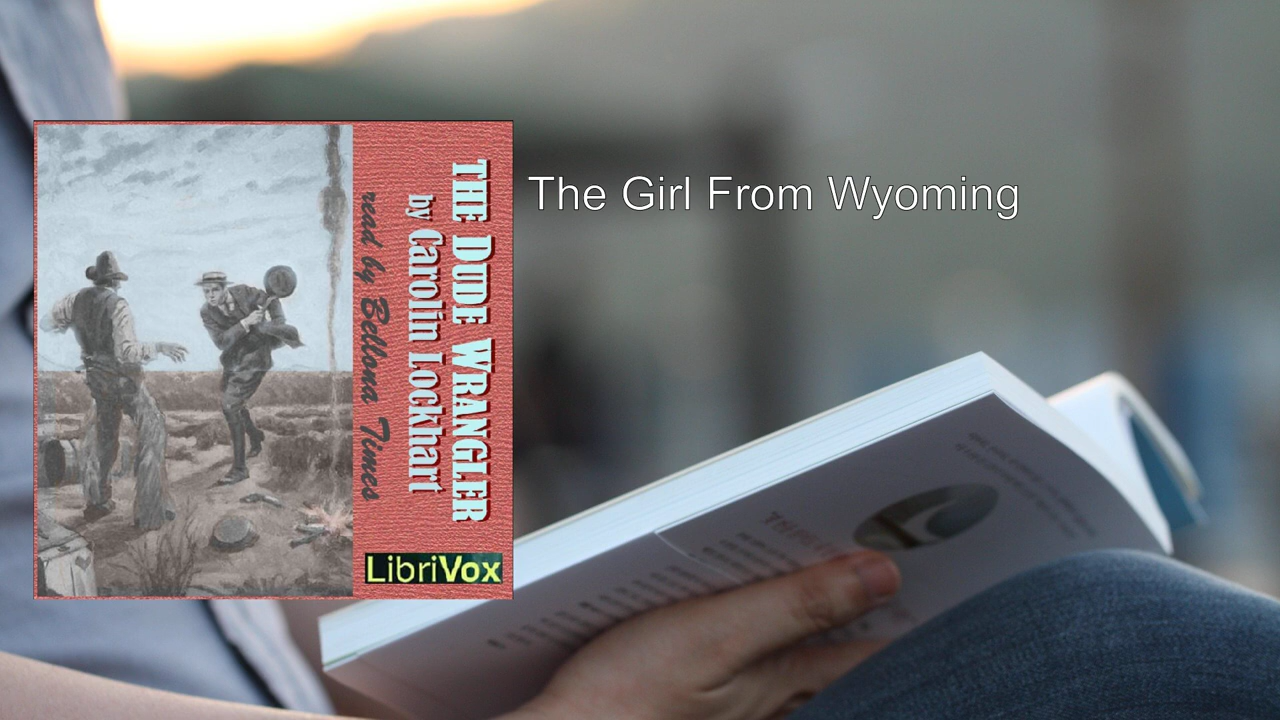 The Girl From Wyoming
THE DUDE WRANGLER
by Carolin Lockhart
read by Bellona Times
LibriVox